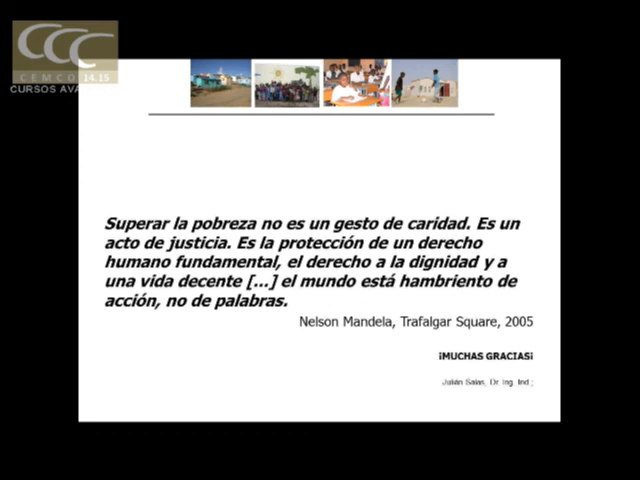 CCC
CEMCO 14.15
CURSOS AVA
Superar la pobreza no es un gesto de caridad. Es un
acto de justicia. Es la protección de un derecho
humano fundamental, el derecho a la dignidad y a
una vida decente [...] el mundo está hambriento de
acción, no de palabras.
Nelson Mandela, Trafalgar Square, 2005
¡MUCHAS GRACIAS¡
Julián Salas, Dr. Ing. Ind.;